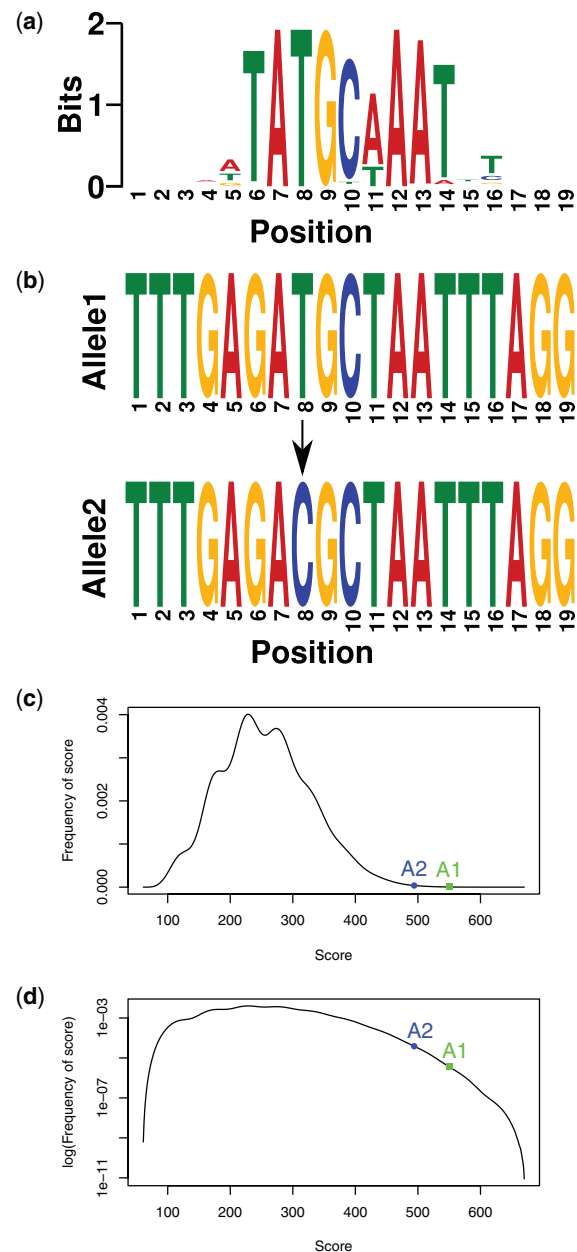 (a)
2
1
0
Bits
A
T
G
A
T
A
T
G
C
A
T
A
A
T
A
T
C
1 2 3 4 5 6 7 8 9 10 11 12 13 14 15 16 17 18 19
Position
(b)
Allele1
TTTGAGATGCTAATTTAGG
1 2 3 4 5 6 7 8 9 10 11 12 13 14 15 16 17 18 19
Allele2
TTTGAGACGCTAATTTAGG
1 2 3 4 5 6 7 8 9 10 11 12 13 14 15 16 17 18 19
Position
(c)
Frequency of score)
0.004
0.002
0.000
A2 A1
100 200 300 400 500 600
Score
(d)
log(Frequency of score)
1e−03
1e−07
1e−11
A2
A1
100 200 300 400 500 600
Score